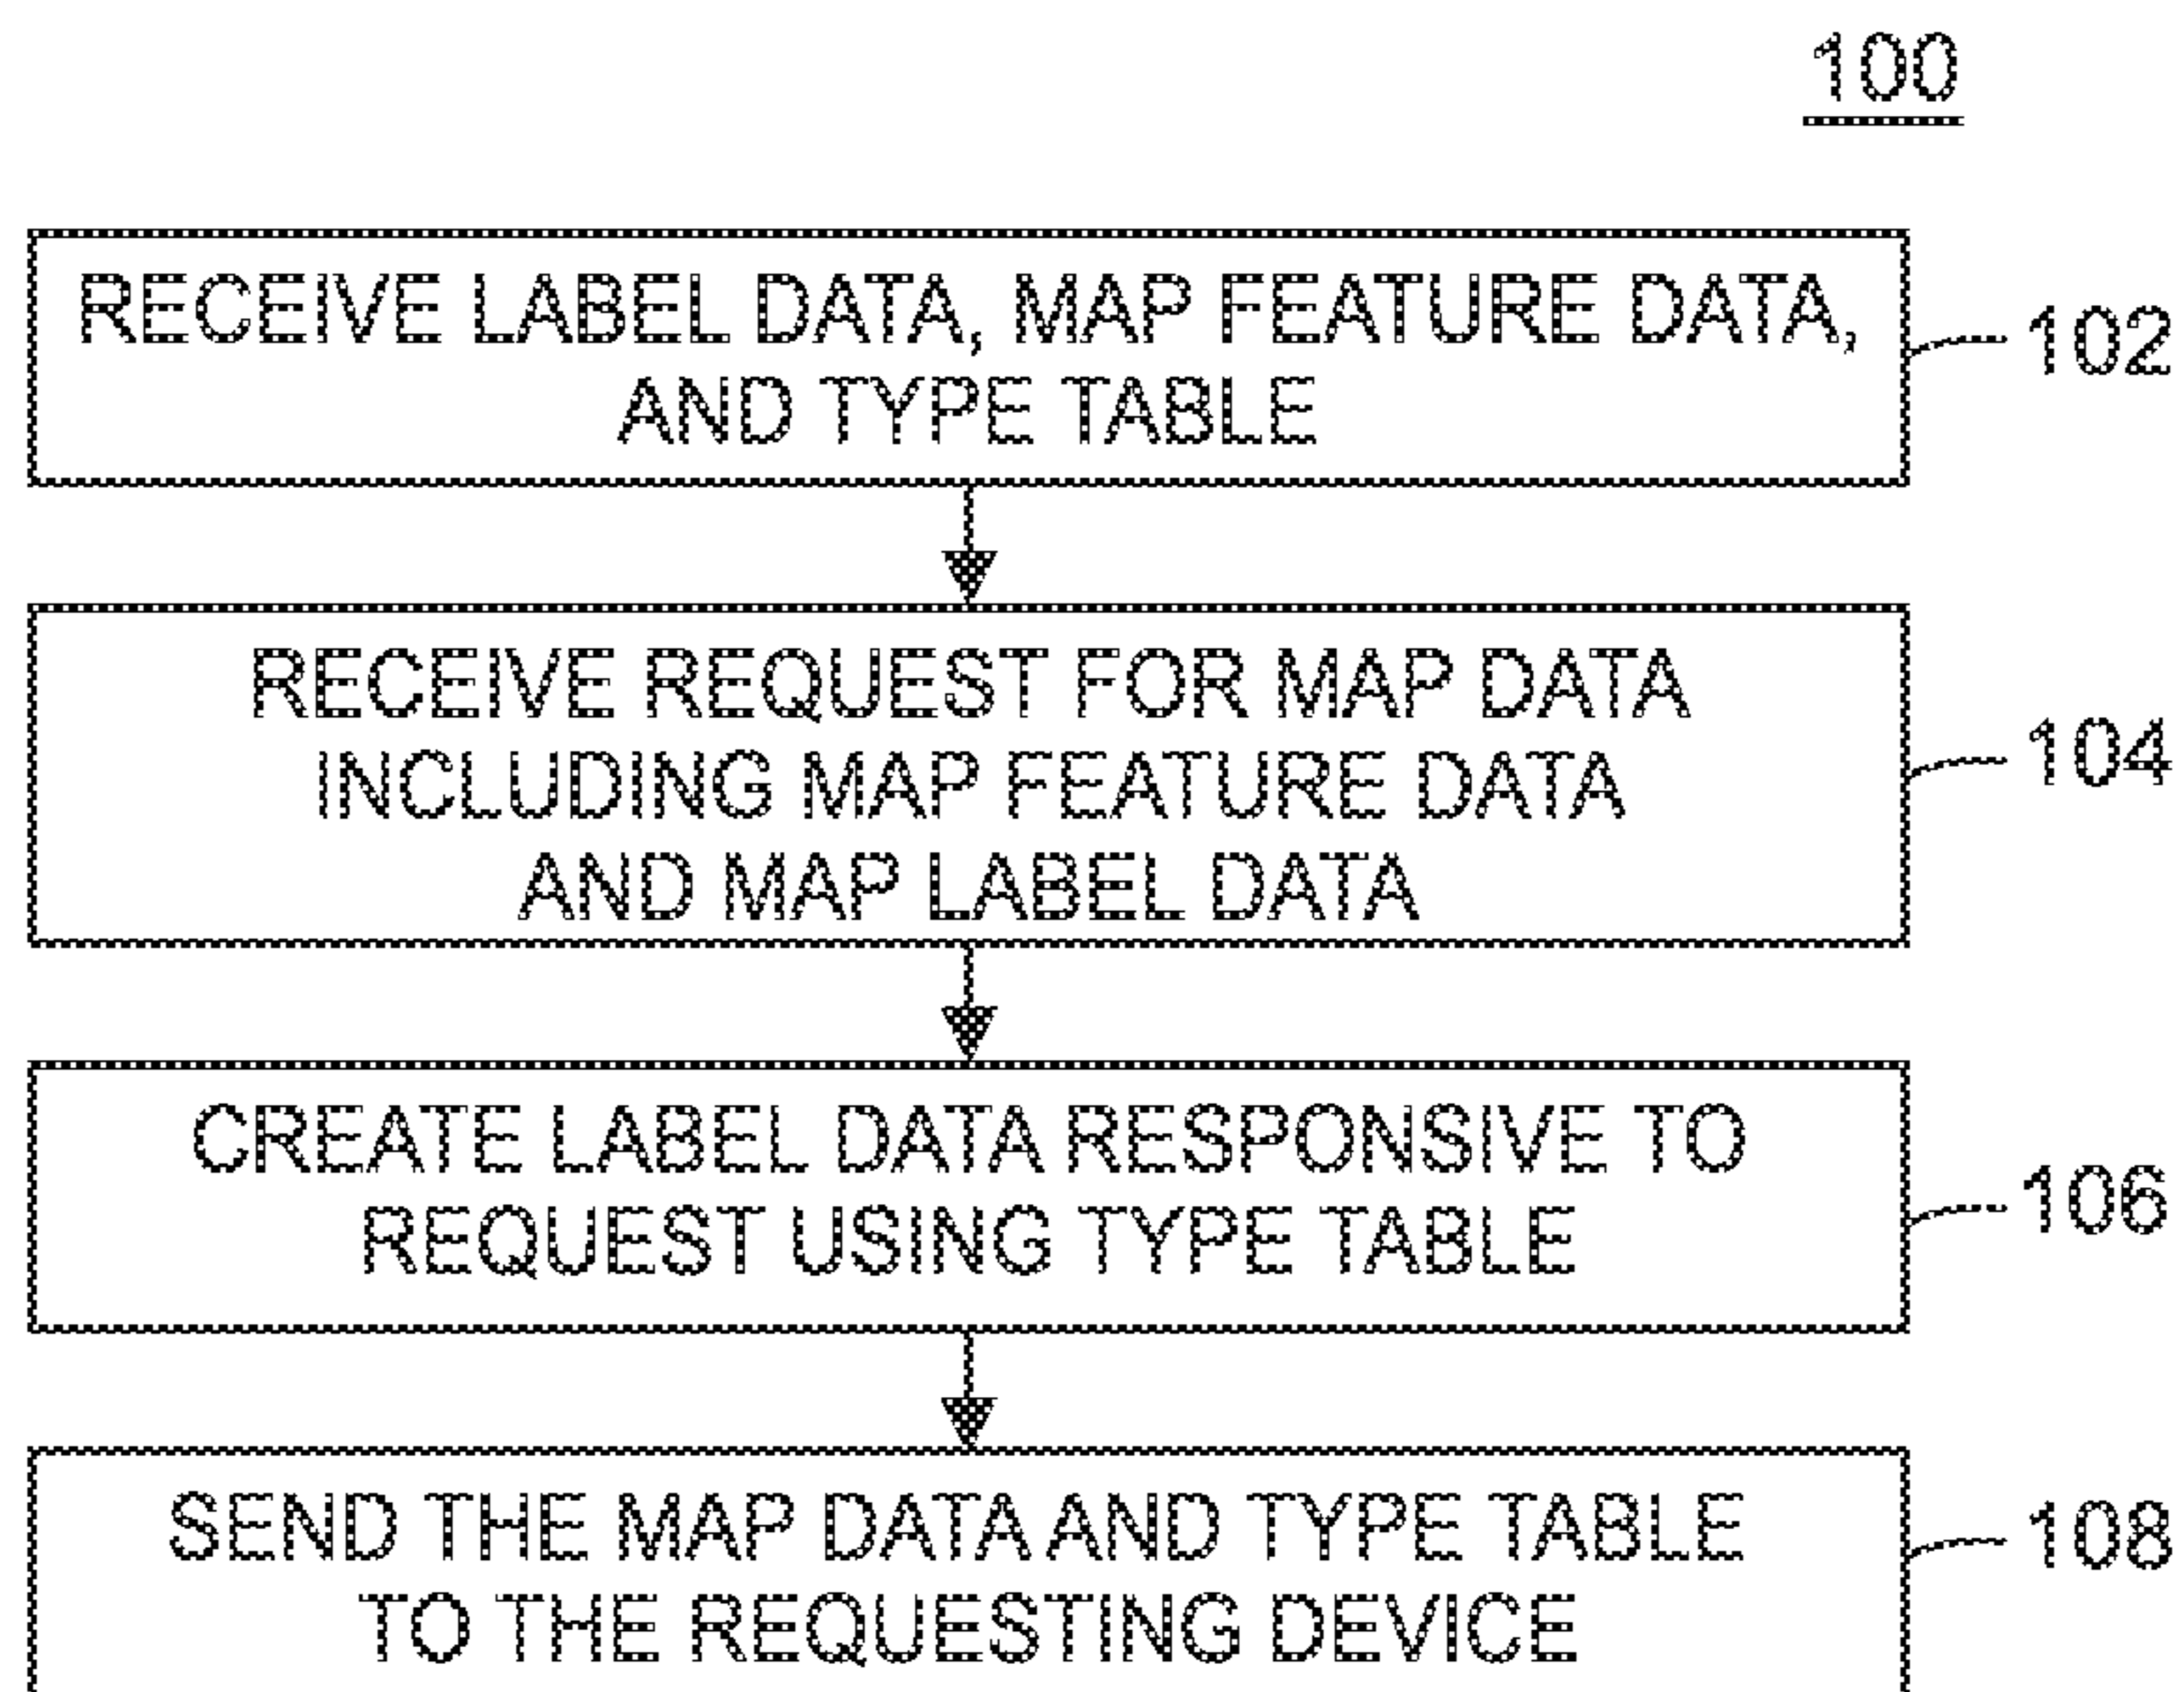 100
RECEIVE LABEL DATA, MAP FEATURE DATA,
AND TYPE TABLE
102
RECEIVE REQUEST FOR MAP DATA
INCLUDING MAP FEATURE DATA
AND MAP LABEL DATA
104
CREATE LABEL DATA RESPONSIVE TO
REQUEST USING TYPE TABLE
106
SEND THE MAP DATA AND TYPE TABLE
TO THE REQUESTING DEVICE
108